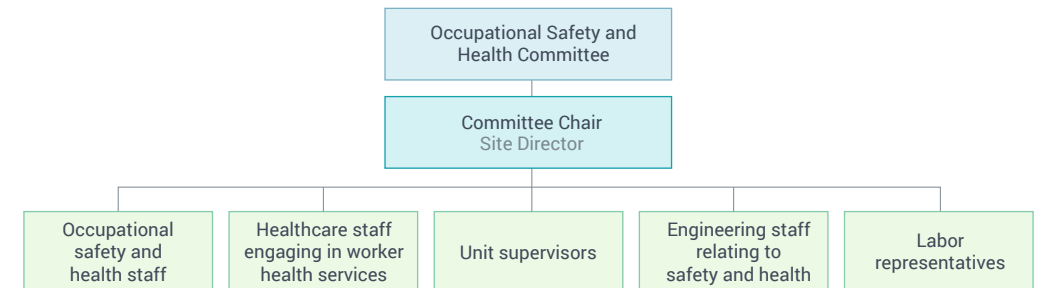 Occupational Safety and
Health Committee
Committee Chair
Site Director
Occupational
safety and
health staff
Healthcare staff
engaging in worker
health services
Unit supervisors
Engineering staff
relating to
safety and health
Labor
representatives